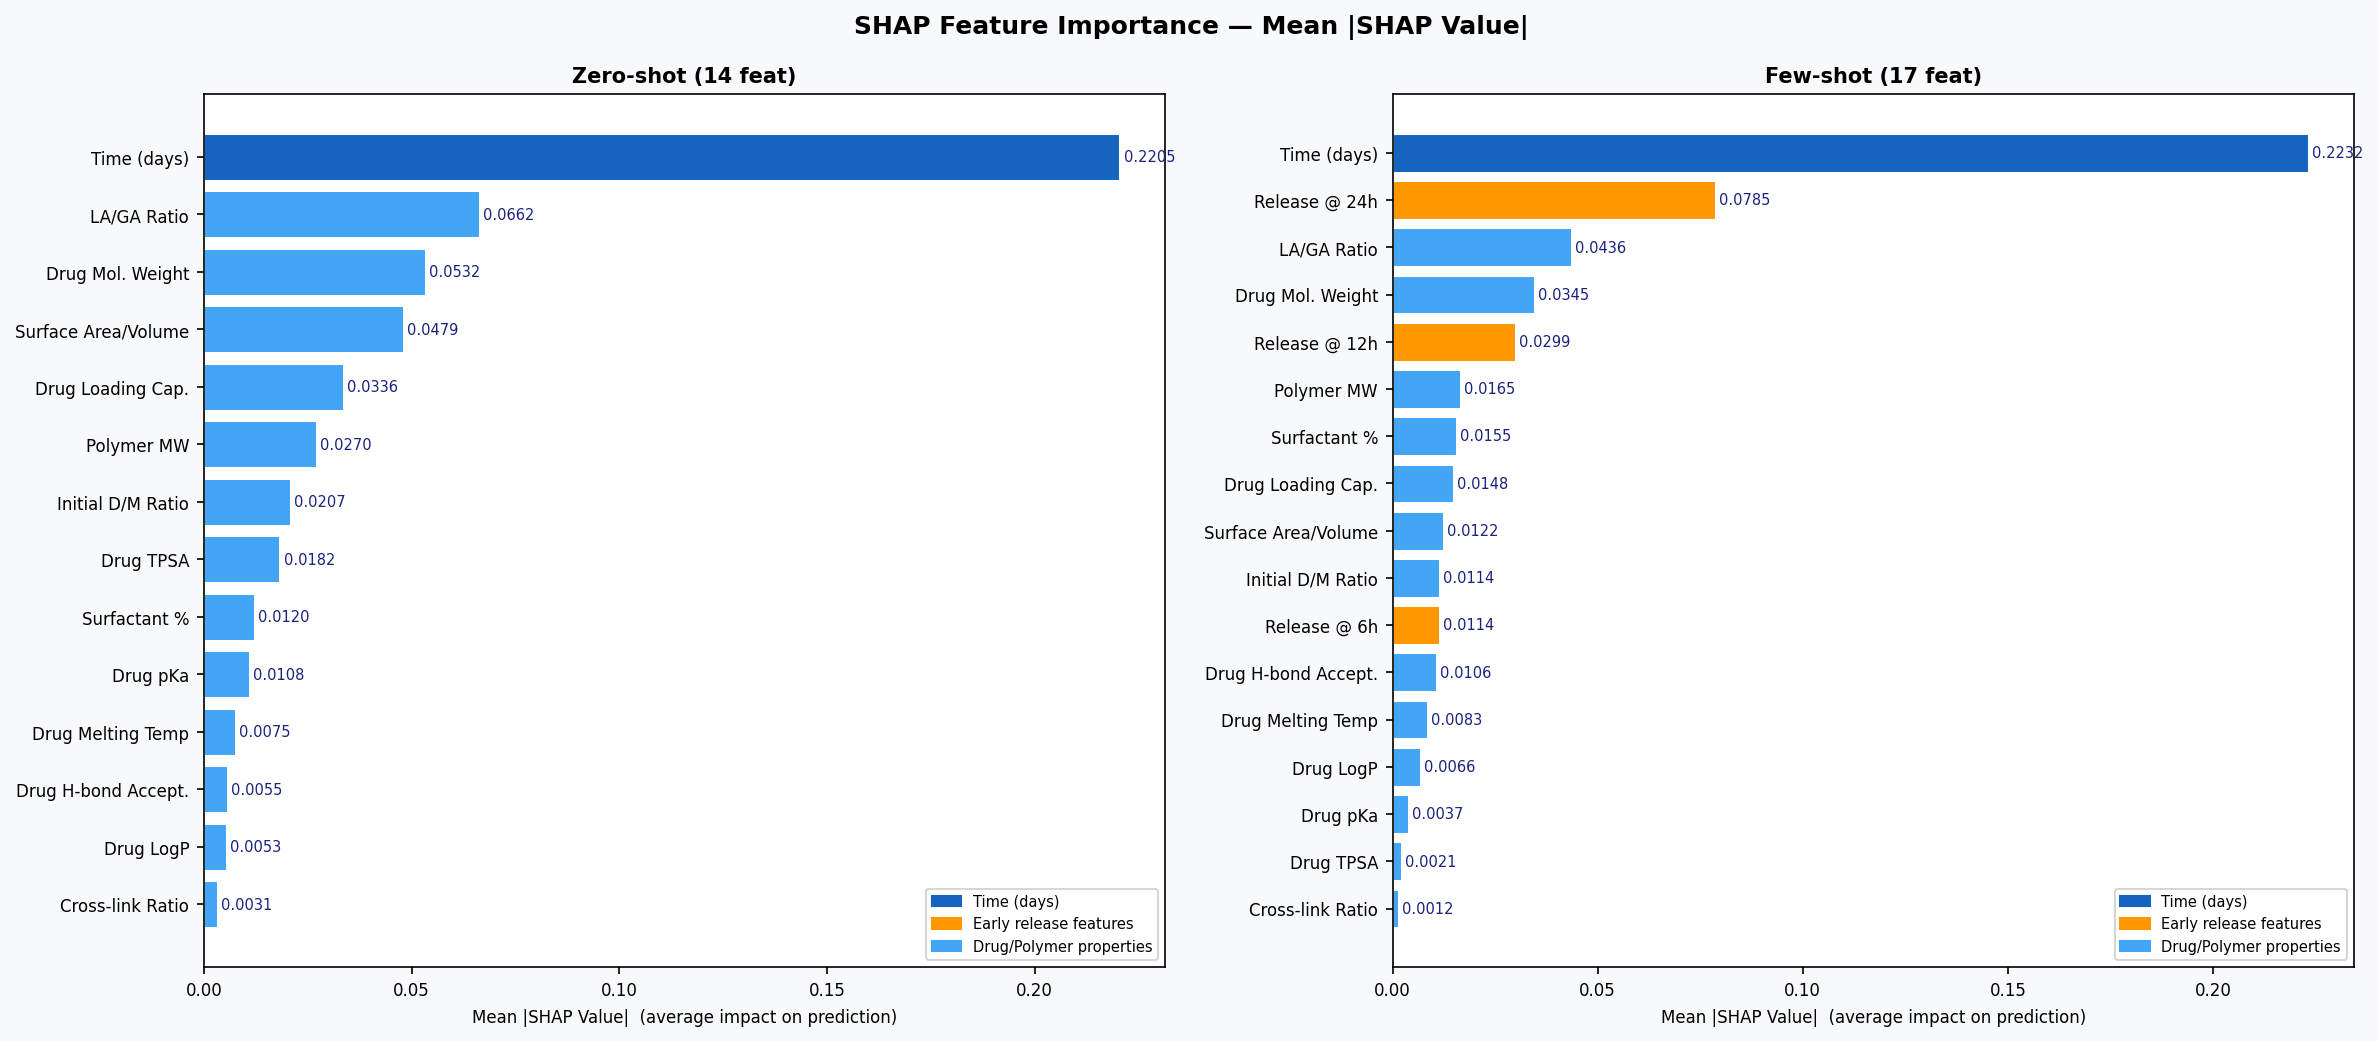 SHAP Feature Importance — Mean |SHAP Value|
Zero-shot (14 feat)
Time (days) 0.2205
LA/GA Ratio 0.0662
Drug Mol. Weight 0.0532
Surface Area/Volume 0.0479
Drug Loading Cap. 0.0336
Polymer MW 0.0270
Initial D/M Ratio 0.0207
Drug TPSA 0.0182
Surfactant % 0.0120
Drug pKa 0.0108
Drug Melting Temp 0.0075
Drug H-bond Accept. 0.0055
Drug LogP 0.0053
Cross-link Ratio 0.0031
Time (days)
Early release features
Drug/Polymer properties
0.00 0.05 0.10 0.15 0.20
Mean |SHAP Value|  (average impact on prediction)
Few-shot (17 feat)
Time (days) 0.2232
Release @ 24h 0.0785
LA/GA Ratio 0.0436
Drug Mol. Weight 0.0345
Release @ 12h 0.0299
Polymer MW 0.0165
Surfactant % 0.0155
Drug Loading Cap. 0.0148
Surface Area/Volume 0.0122
Initial D/M Ratio 0.0114
Release @ 6h 0.0114
Drug H-bond Accept. 0.0106
Drug Melting Temp 0.0083
Drug LogP 0.0066
Drug pKa 0.0037
Drug TPSA 0.0021
Cross-link Ratio 0.0012
Time (days)
Early release features
Drug/Polymer properties
0.00 0.05 0.10 0.15 0.20
Mean |SHAP Value|  (average impact on prediction)